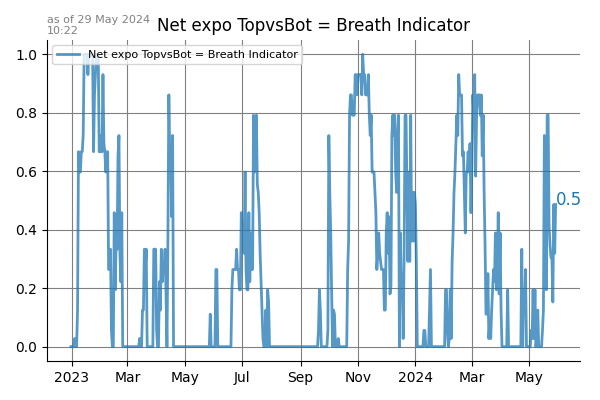 as of 29 May 2024
10:22
Net expo TopvsBot = Breath Indicator
Net expo TopvsBot = Breath Indicator
1.0
0.8
0.6
0.4
0.2
0.0
0.5
2023 Mar May Jul Sep Nov 2024 Mar May